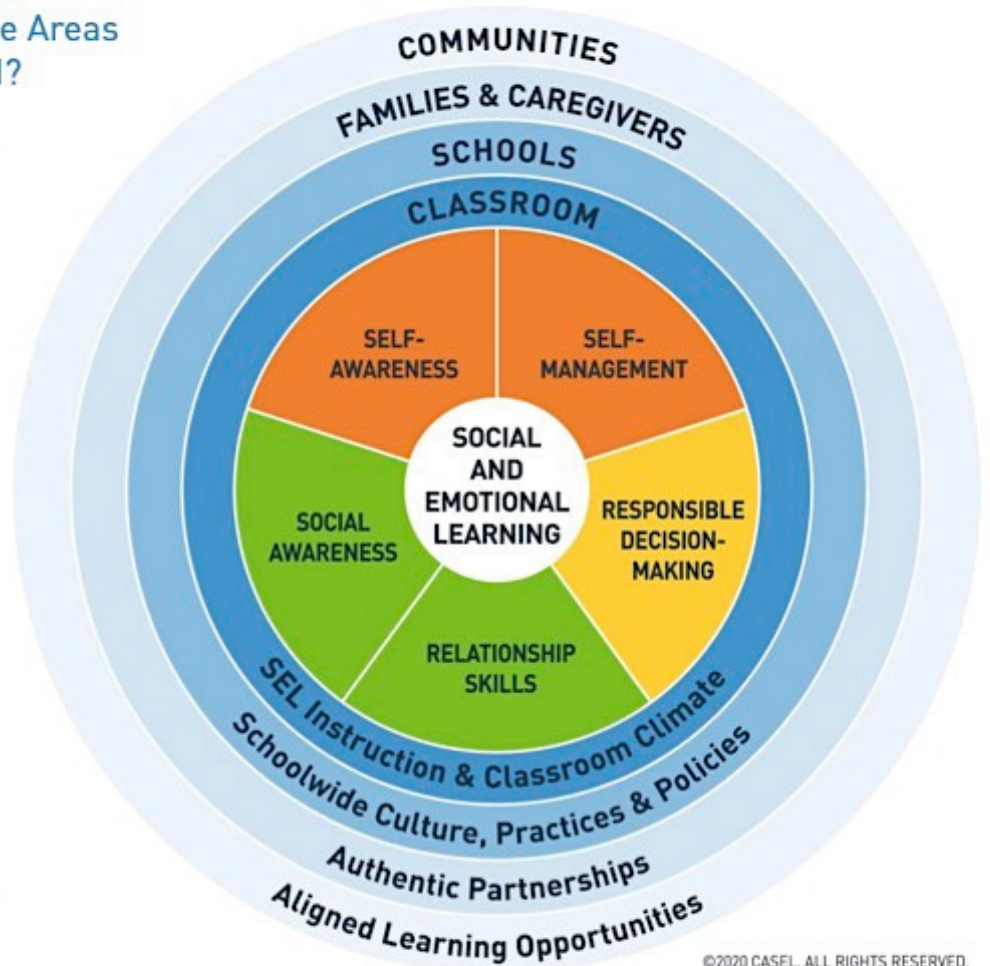 e Areas
?
COMMUNITIES
FAMILIES & CAREGIVERS
SCHOOLS
CLASSROOM
SELF-
AWARENESS
SELF-
MANAGEMENT
SOCIAL
AND
EMOTIONAL
LEARNING
SOCIAL
AWARENESS
RESPONSIBLE
DECISION-
MAKING
RELATIONSHIP
SKILLS
SEL Instruction & Classroom Climate
Schoolwide Culture, Practices & Policies
Authentic Partnerships
Aligned Learning Opportunities
©2020 CASEL. ALL RIGHTS RESERVED.